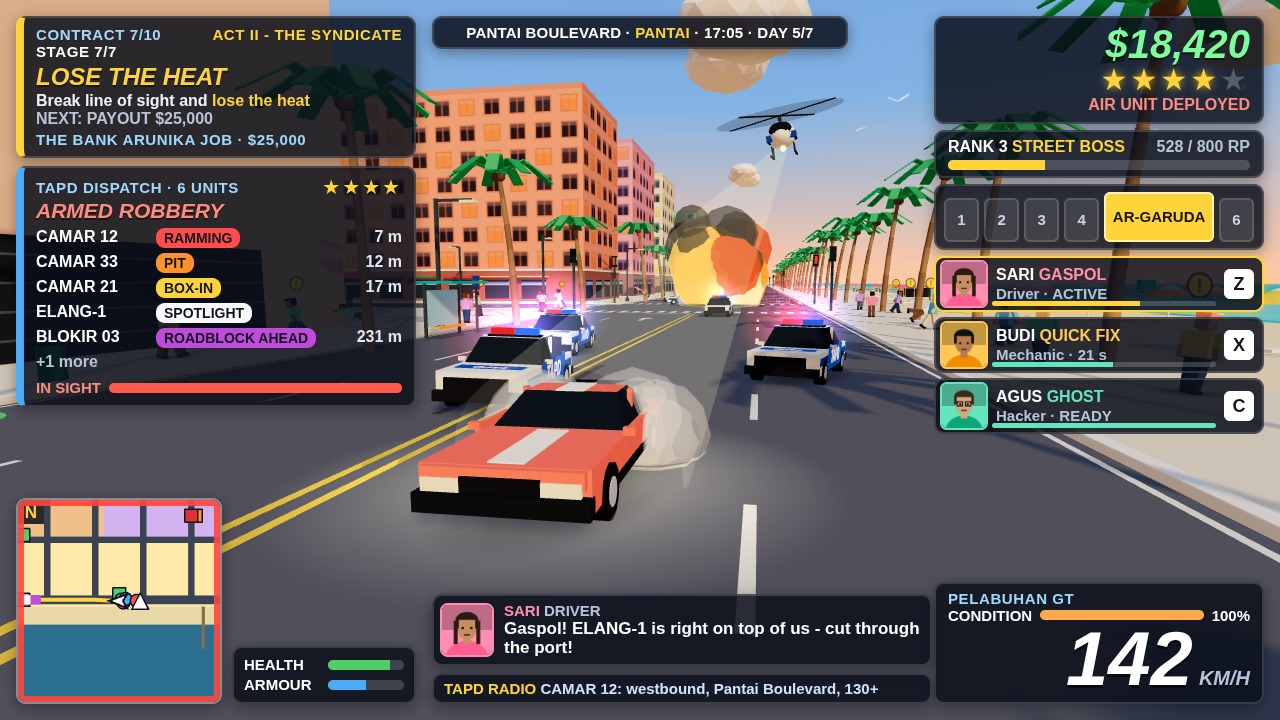 CONTRACT 7/10 ACT II - THE SYNDICATE
STAGE 7/7
LOSE THE HEAT
Break line of sight and lose the heat
NEXT: PAYOUT $25,000
THE BANK ARUNIKA JOB · $25,000
TAPD DISPATCH · 6 UNITS ★★★★
ARMED ROBBERY
CAMAR 12 RAMMING 7 m
CAMAR 33 PIT 12 m
CAMAR 21 BOX-IN 17 m
ELANG-1 SPOTLIGHT
BLOKIR 03 ROADBLOCK AHEAD 231 m
+1 more
IN SIGHT
PANTAI BOULEVARD · PANTAI · 17:05 · DAY 5/7
$18,420
★★★★★
AIR UNIT DEPLOYED
RANK 3 STREET BOSS 528 / 800 RP
1 2 3 4 AR-GARUDA 6
SARI GASPOL
Driver · ACTIVE
Z
BUDI QUICK FIX
Mechanic · 21 s
X
AGUS GHOST
Hacker · READY
C
N
HEALTH
ARMOUR
SARI DRIVER
Gaspol! ELANG-1 is right on top of us - cut through
the port!
TAPD RADIO CAMAR 12: westbound, Pantai Boulevard, 130+
PELABUHAN GT
CONDITION 100%
142 KM/H